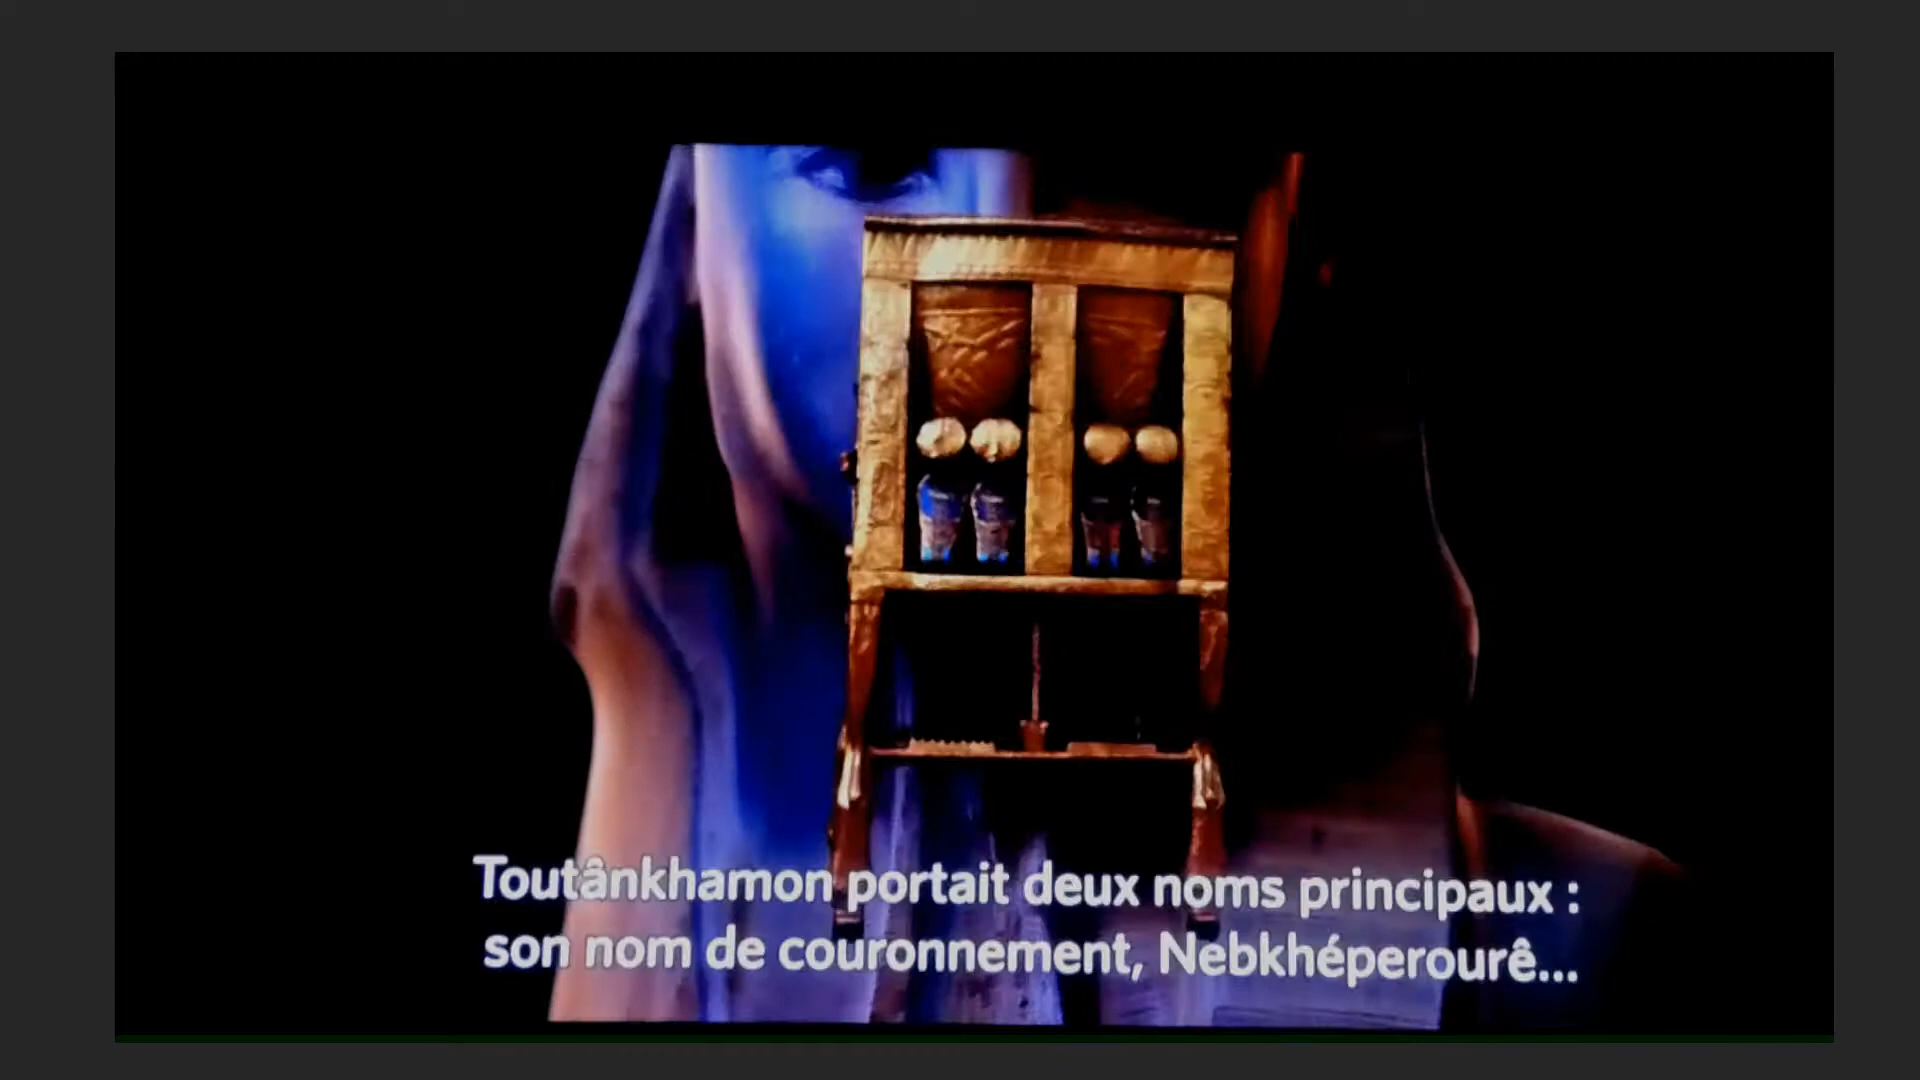 Toutânkhamon portait deux noms principaux :
son nom de couronnement, Nebkhéperourê...